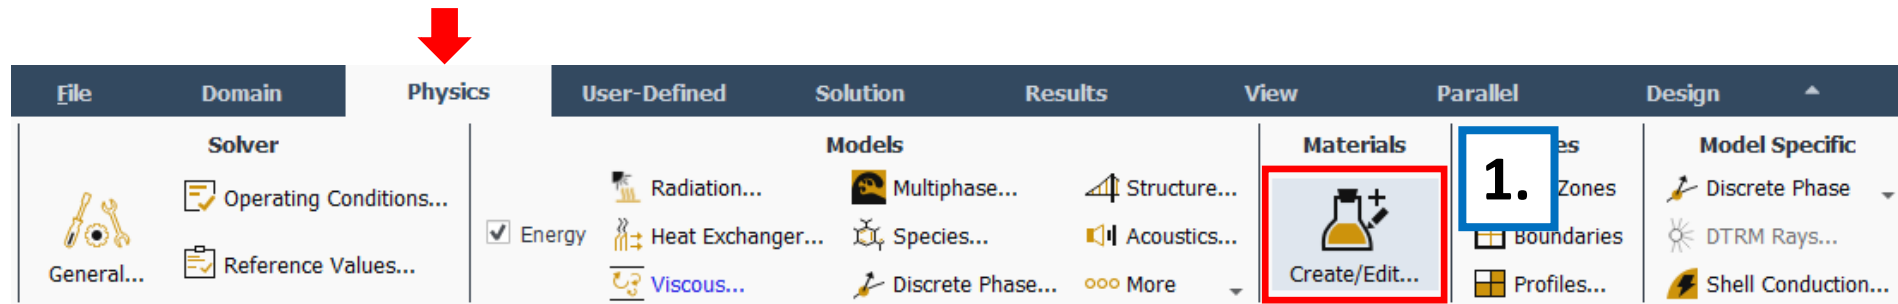 File Domain Physics User-Defined Solution Results View Parallel Design
Solver Models Materials es Model Specific
General...
Operating Conditions...
Reference Values...
Energy
Radiation...
Heat Exchanger...
Viscous...
Multiphase...
Species...
Discrete Phase...
Structure...
Acoustics...
More
Create/Edit...
1.
Zones
Boundaries
Profiles...
Discrete Phase
DTRM Rays...
Shell Conduction...